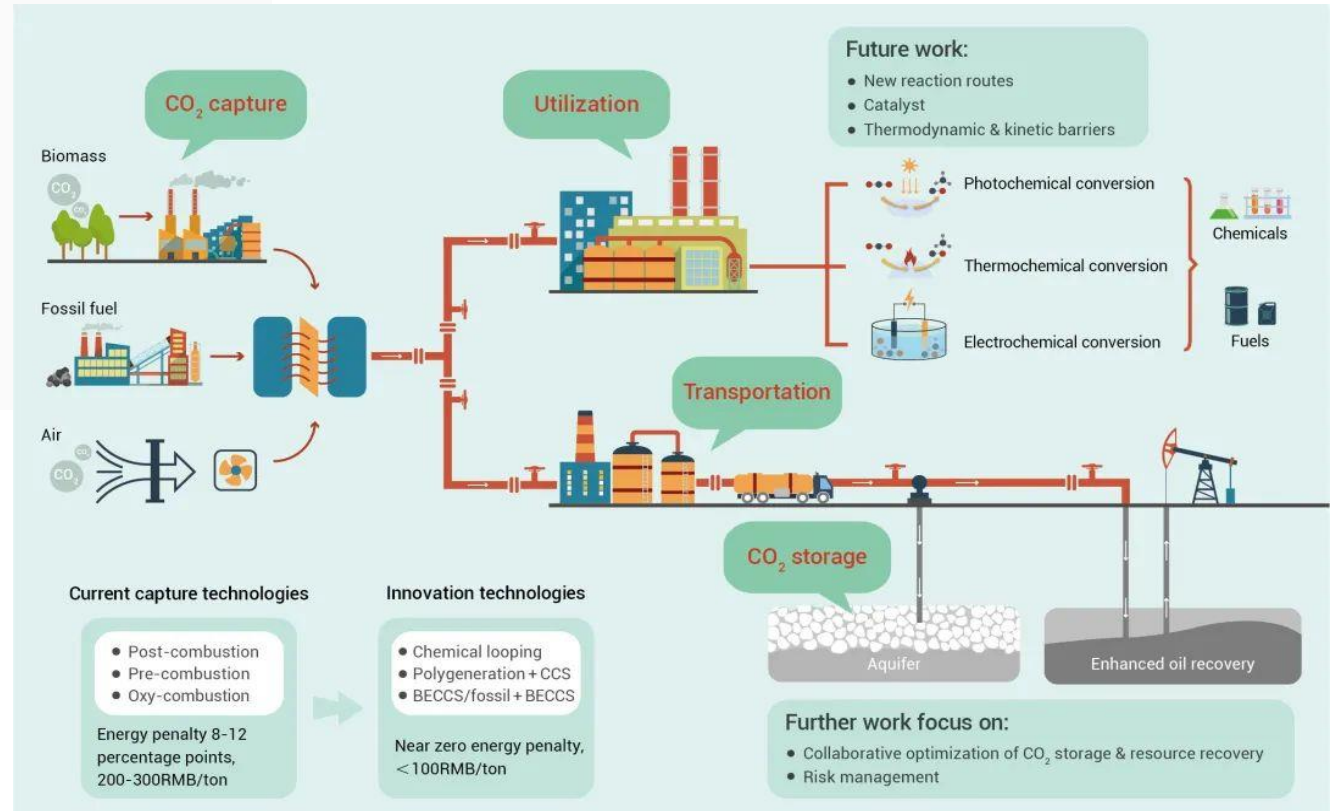 CO₂ capture
Biomass
CO₂
CO₂
Fossil fuel
Air
CO₂
CO₂
Utilization
Future work:
● New reaction routes
● Catalyst
● Thermodynamic & kinetic barriers
Photochemical conversion
Thermochemical conversion
Electrochemical conversion
Chemicals
Fuels
Transportation
CO₂ storage
Aquifer
Enhanced oil recovery
Current capture technologies
● Post-combustion
● Pre-combustion
● Oxy-combustion
Energy penalty 8-12
percentage points,
200-300RMB/ton
Innovation technologies
● Chemical looping
● Polygeneration + CCS
● BECCS/fossil + BECCS
Near zero energy penalty,
＜100RMB/ton
Further work focus on:
● Collaborative optimization of CO₂ storage & resource recovery
● Risk management